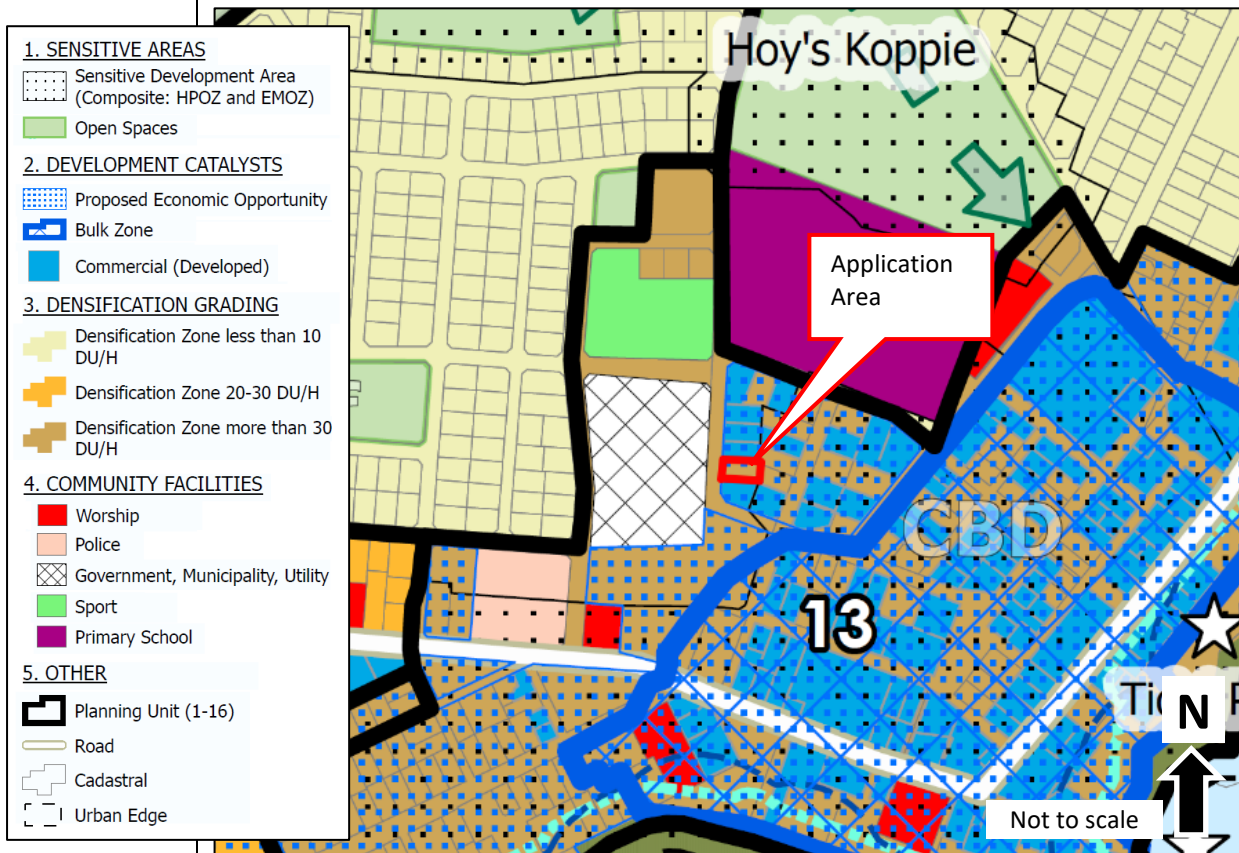 1. SENSITIVE AREAS
Sensitive Development Area
(Composite: HPOZ and EMOZ)
Open Spaces
2. DEVELOPMENT CATALYSTS
Proposed Economic Opportunity
Bulk Zone
Commercial (Developed)
3. DENSIFICATION GRADING
Densification Zone less than 10
DU/H
Densification Zone 20-30 DU/H
Densification Zone more than 30
DU/H
4. COMMUNITY FACILITIES
Worship
Police
Government, Municipality, Utility
Sport
Primary School
5. OTHER
Planning Unit (1-16)
Road
Cadastral
Urban Edge
Hoy's Koppie
Application
Area
CBD
13
N
Not to scale